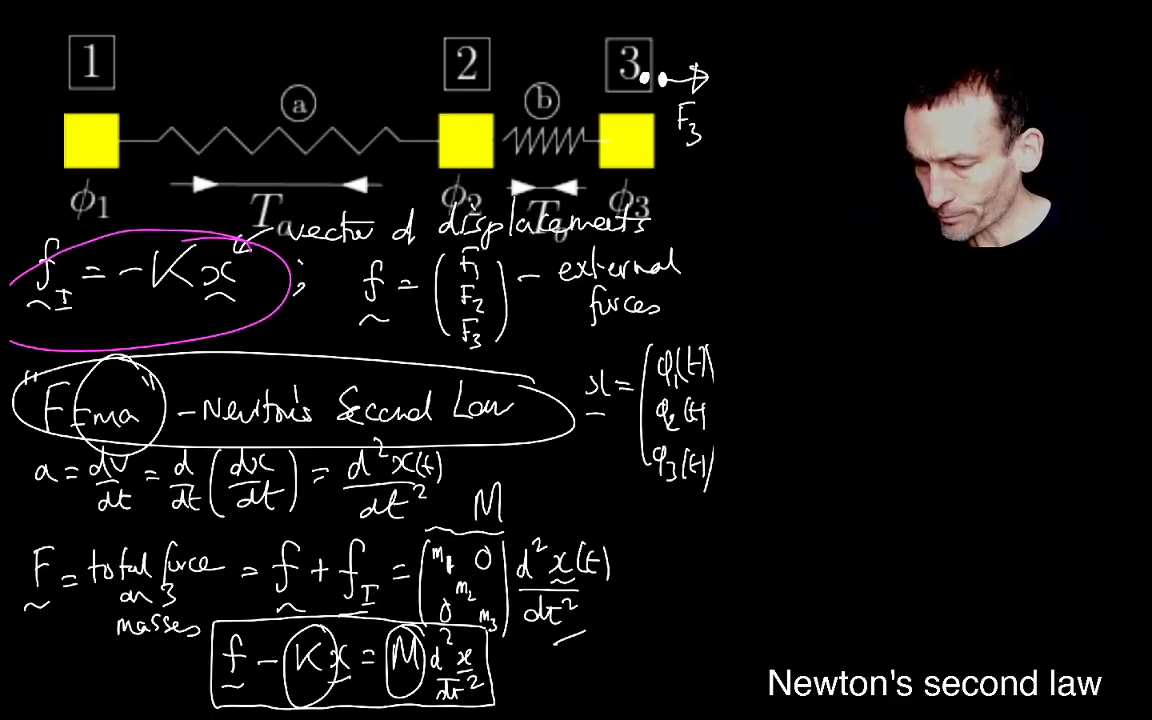 1 2 3
ⓐ ⓑ
F₃
ϕ₁ Tₐ ϕ₂ T ϕ₃
vector of displacements
f_I = -Kx ; f = (F₁ F₂ F₃) - external forces
"F=ma" - Newton's Second Law
x = (φ₁(t) φ₂(t) φ₃(t))
a = dv/dt = d/dt (dx/dt) = d²x(t)/dt²
M
F = total force on 3 masses = f + f_I = (m₁ 0 m₂ 0 m₃) d²x(t)/dt²
f - Kx = M d²x/dt²
Newton's second law